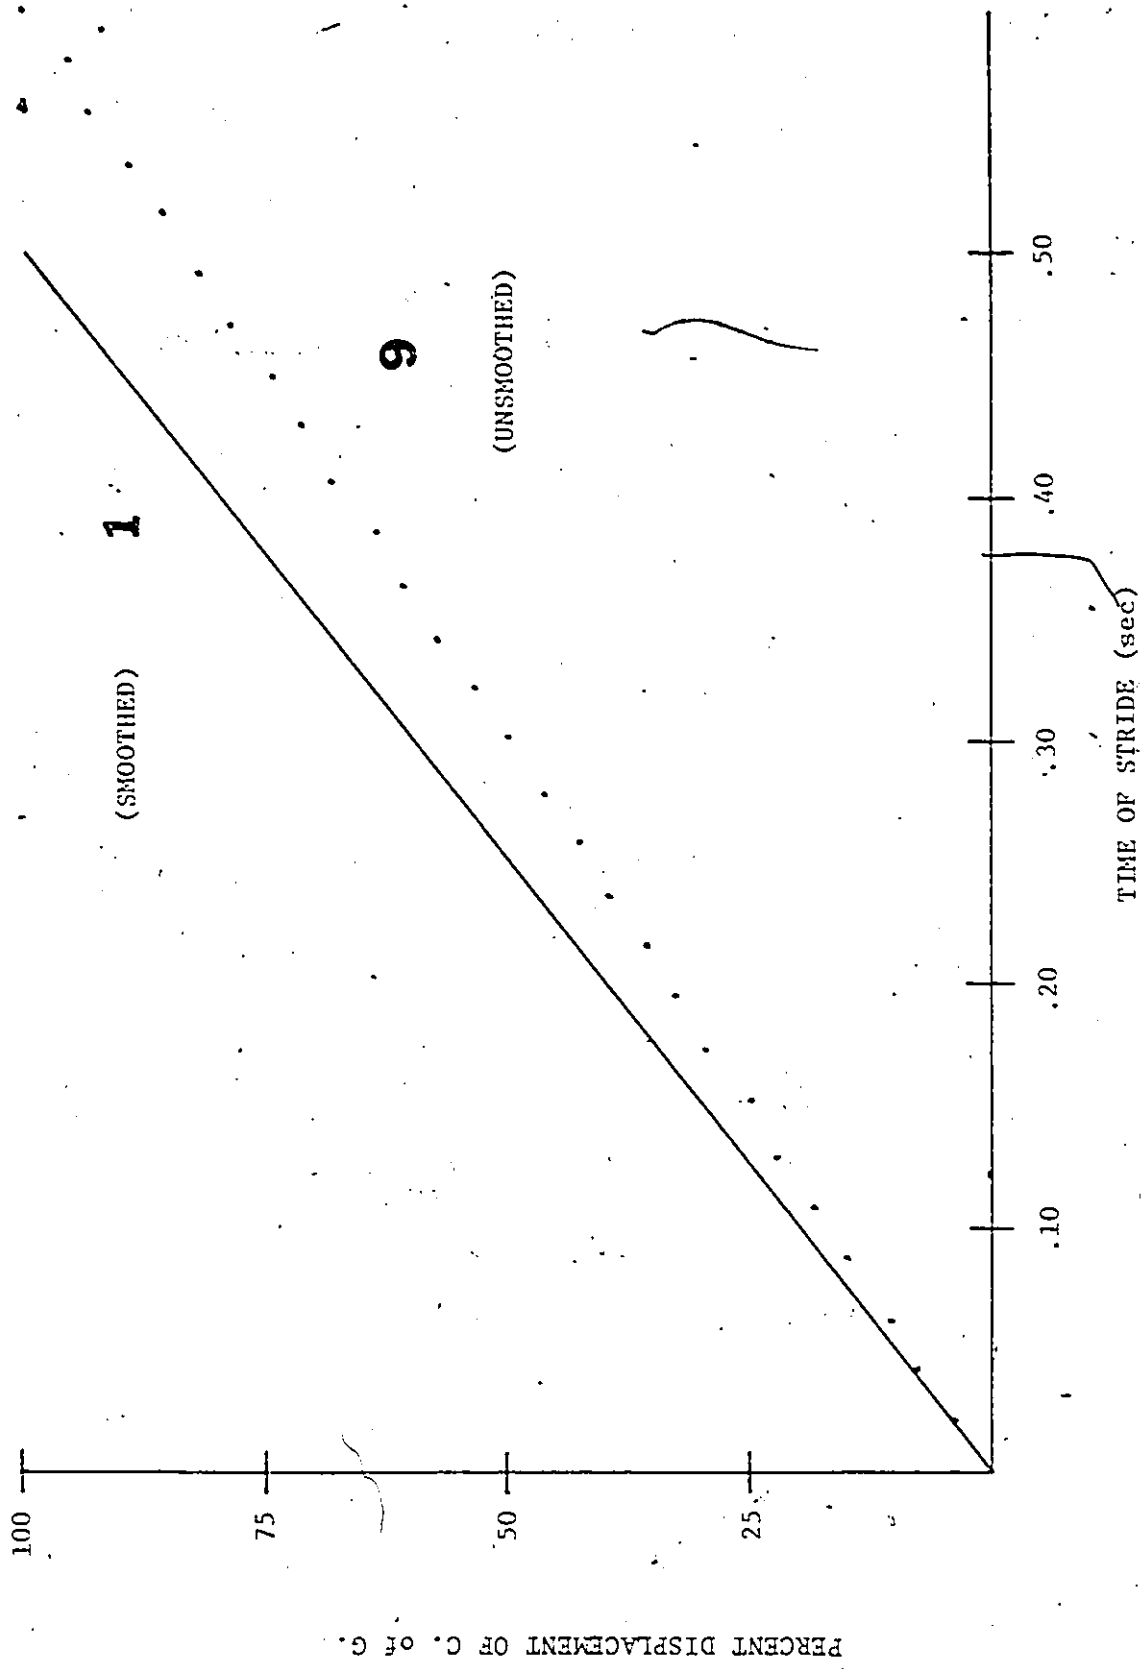 100
75
50
25
PERCENT DISPLACEMENT OF C. of G.
(SMOOTHED)
1
9
(UNSMOOTHED)
.10
.20
.30
.40
.50
TIME OF STRIDE (sec)